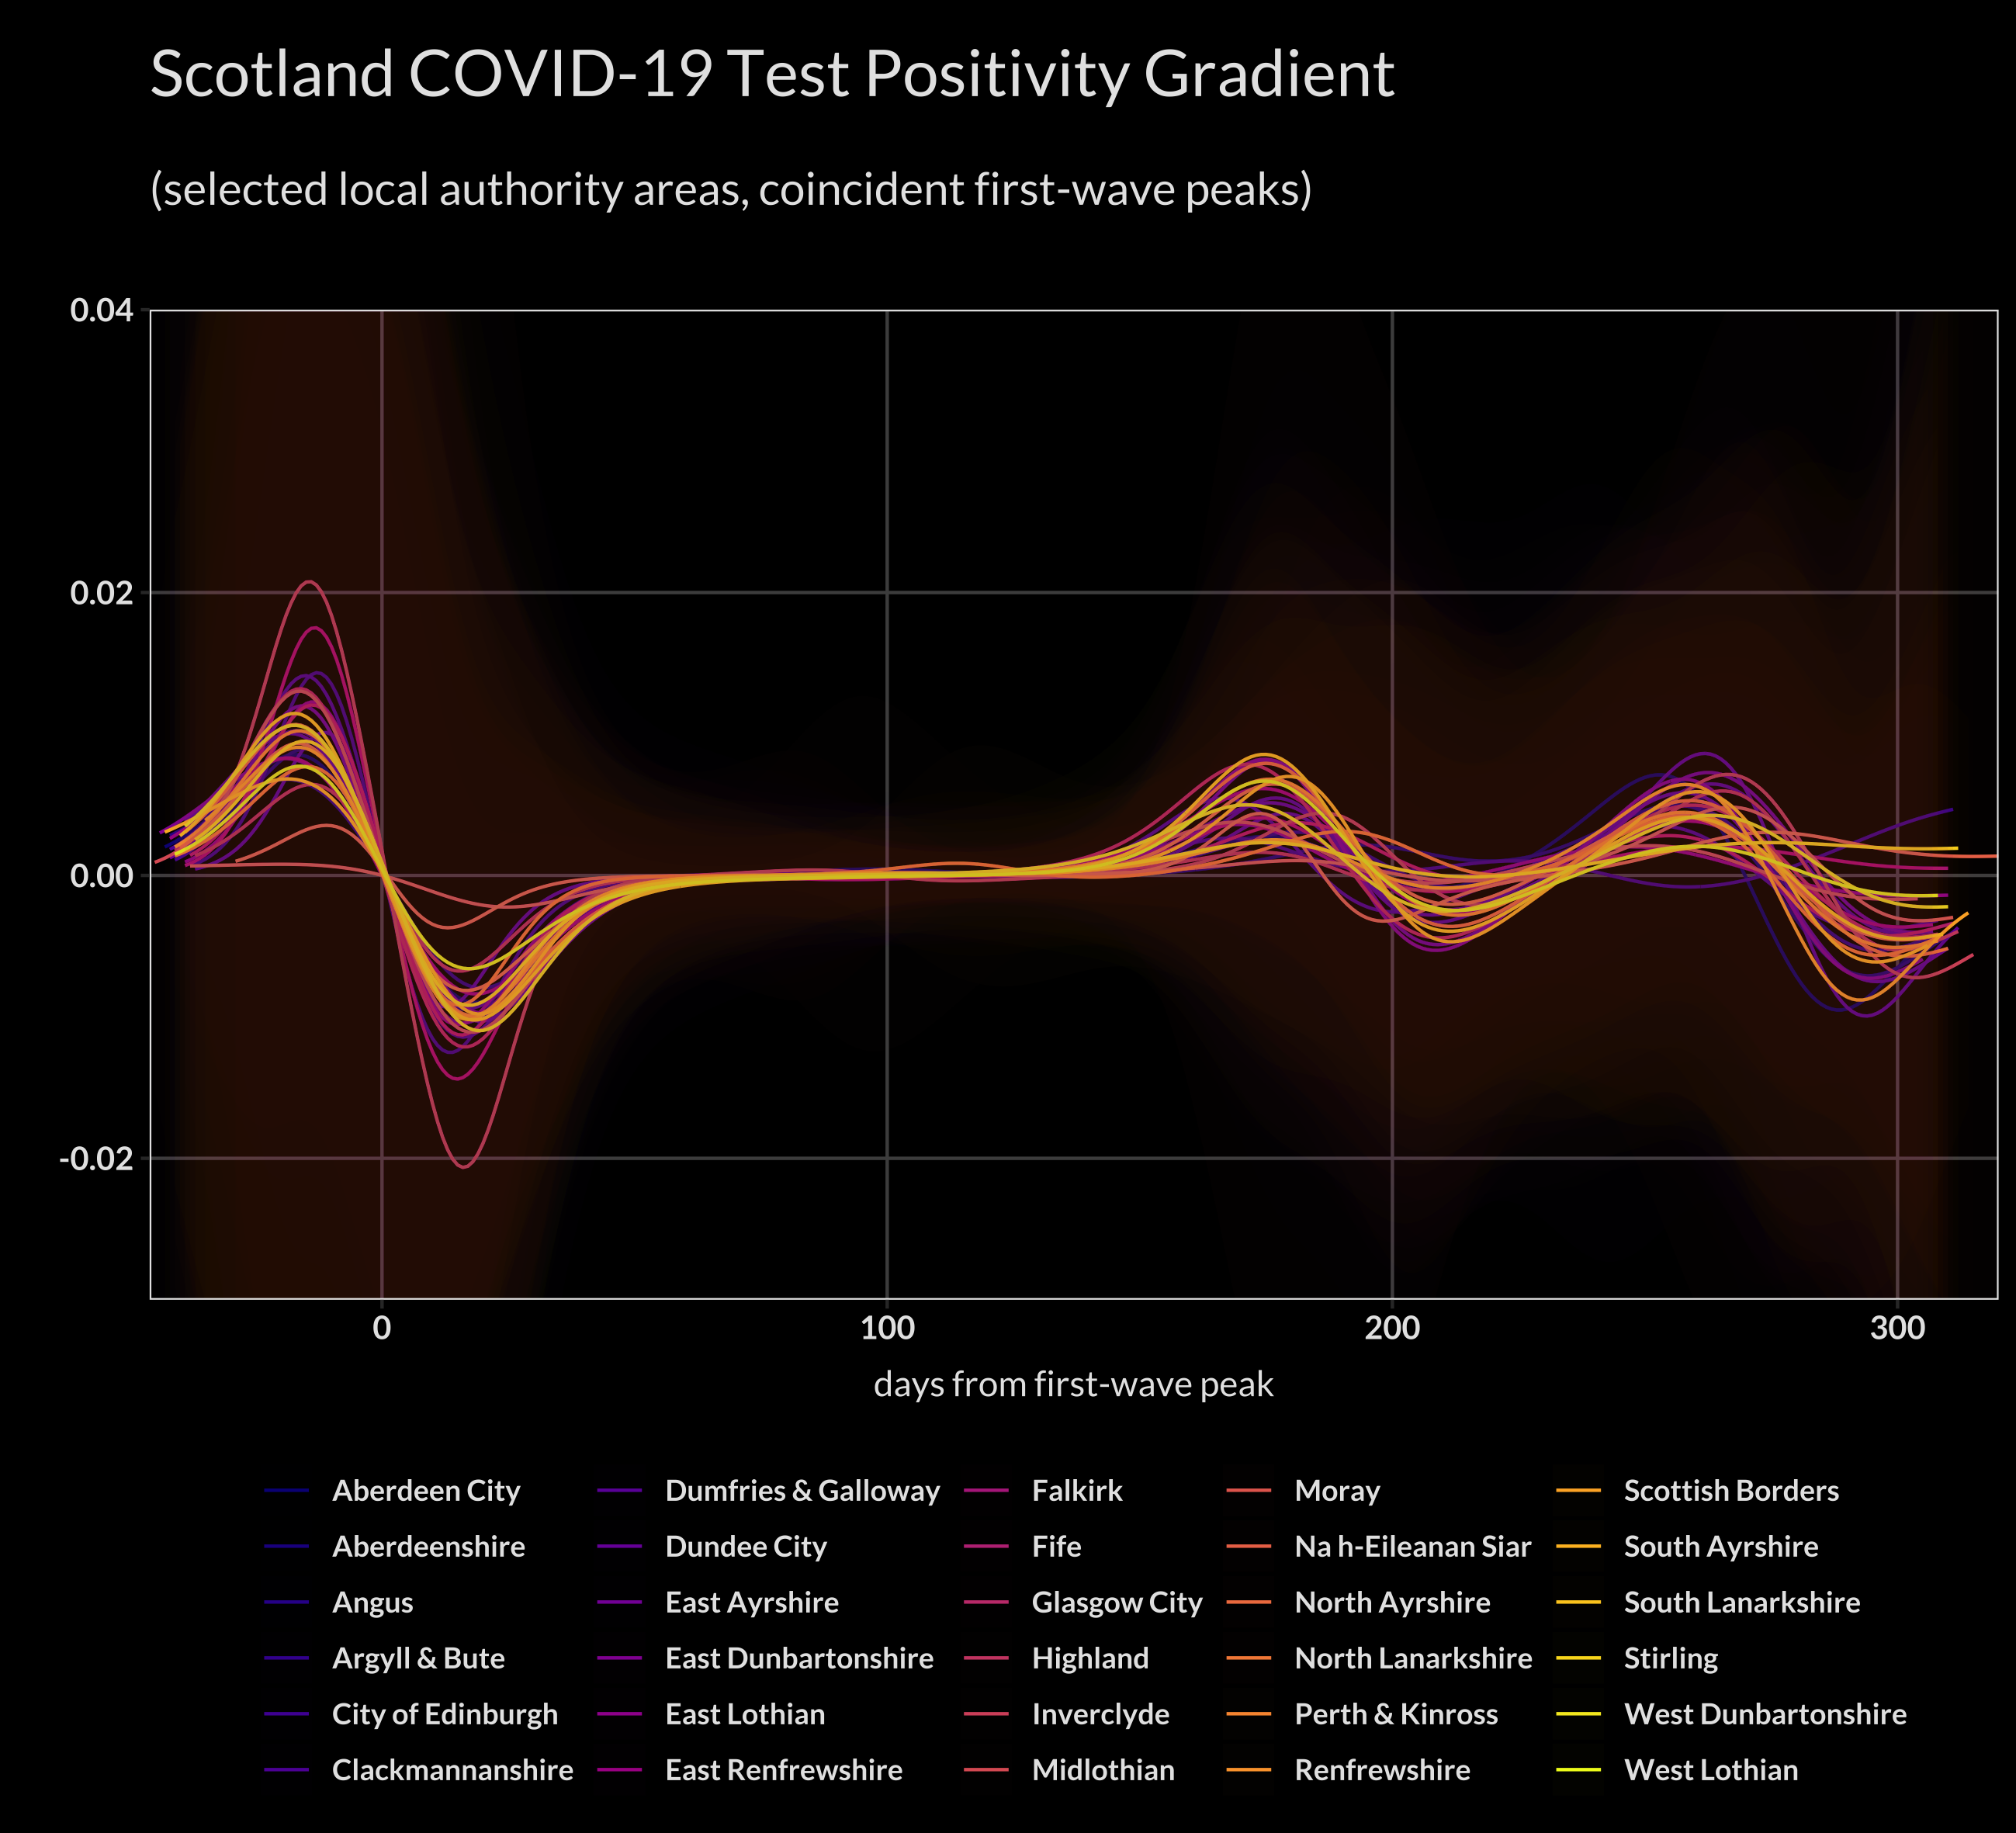 Scotland COVID-19 Test Positivity Gradient
(selected local authority areas, coincident first-wave peaks)
0.04
0.02
0.00
-0.02
0 100 200 300
days from first-wave peak
Aberdeen City Dumfries & Galloway Falkirk Moray Scottish Borders
Aberdeenshire Dundee City Fife Na h-Eileanan Siar South Ayrshire
Angus East Ayrshire Glasgow City North Ayrshire South Lanarkshire
Argyll & Bute East Dunbartonshire Highland North Lanarkshire Stirling
City of Edinburgh East Lothian Inverclyde Perth & Kinross West Dunbartonshire
Clackmannanshire East Renfrewshire Midlothian Renfrewshire West Lothian